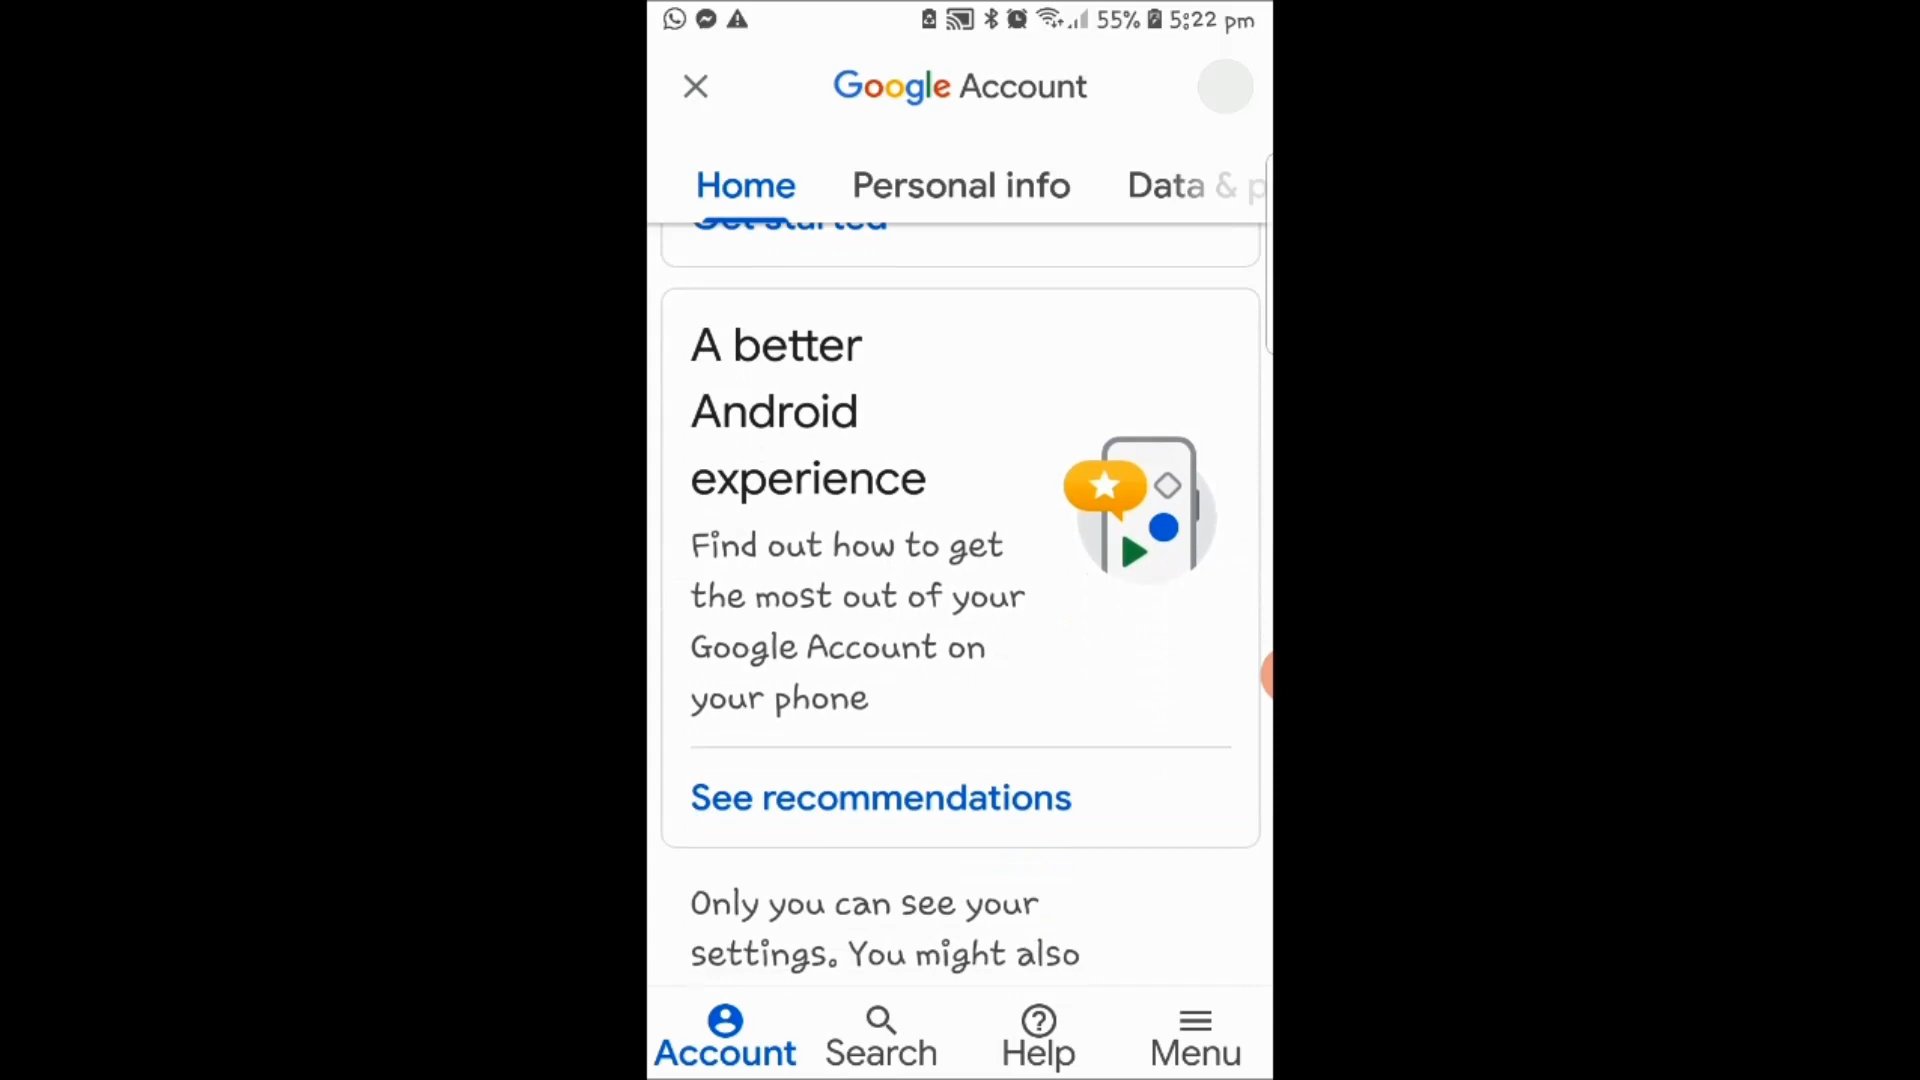 55% 5:22 pm
Google Account
Home Personal info Data & p
Get started
A better
Android
experience
Find out how to get
the most out of your
Google Account on
your phone
See recommendations
Only you can see your
settings. You might also
Account Search Help Menu